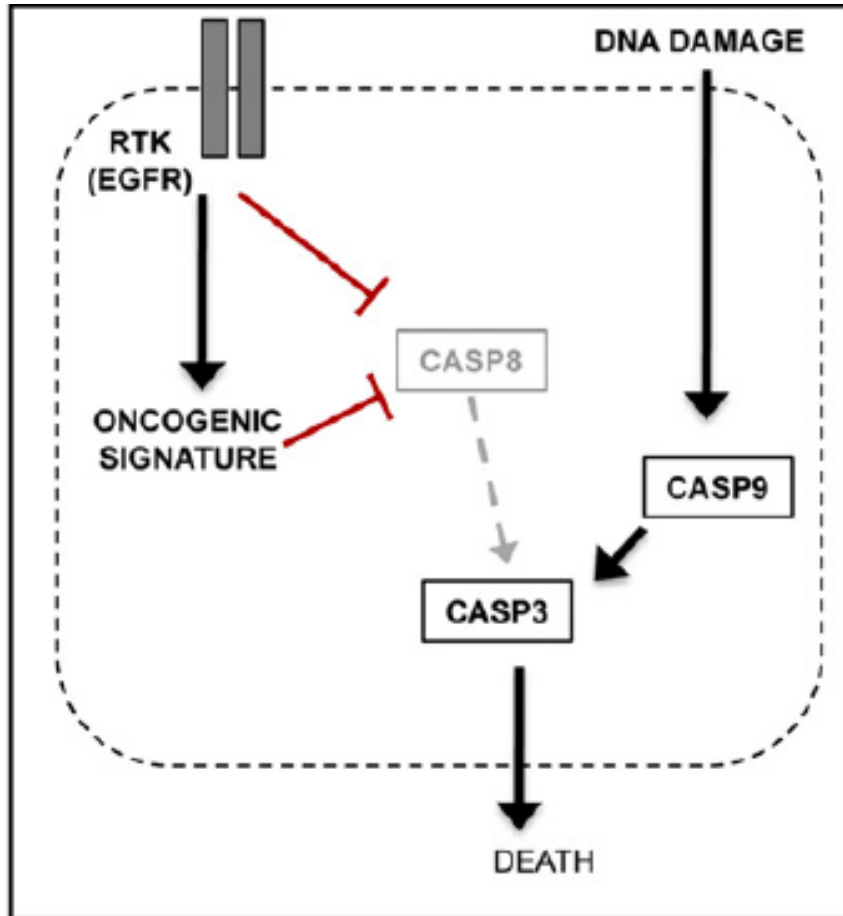 DNA DAMAGE
RTK
(EGFR)
CASP8
ONCOGENIC
SIGNATURE
CASP9
CASP3
DEATH